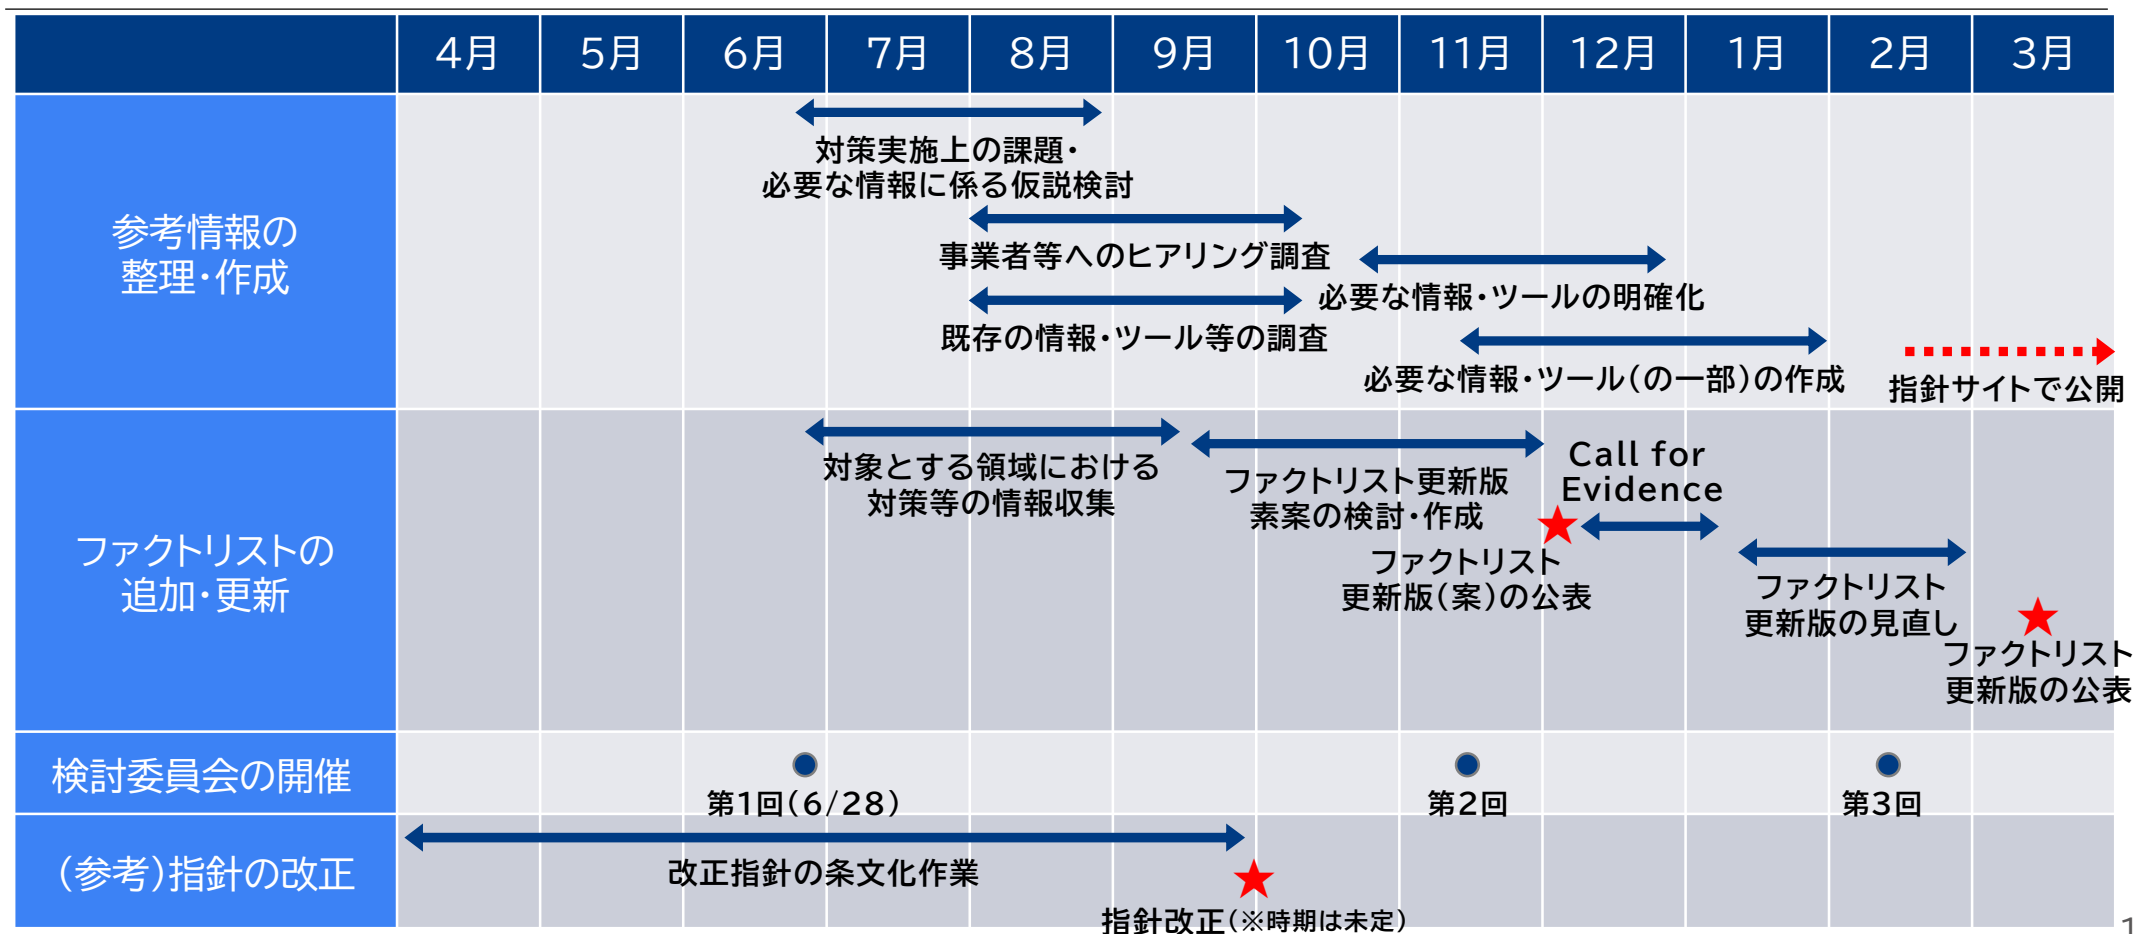 4月
5月
6月
7月
8月
9月
10月
11月
12月
1月
2月
3月
参考情報の
整理・作成
対策実施上の課題・
必要な情報に係る仮説検討
事業者等へのヒアリング調査
既存の情報・ツール等の調査
必要な情報・ツールの明確化
必要な情報・ツール（の一部）の作成
指針サイトで公開
ファクトリストの
追加・更新
対象とする領域における
対策等の情報収集
ファクトリスト更新版
素案の検討・作成
Call for
Evidence
ファクトリスト
更新版（案）の公表
ファクトリスト
更新版の見直し
ファクトリスト
更新版の公表
検討委員会の開催
第1回（6/28）
第2回
第3回
（参考）指針の改正
改正指針の条文化作業
指針改正（※時期は未定）
1